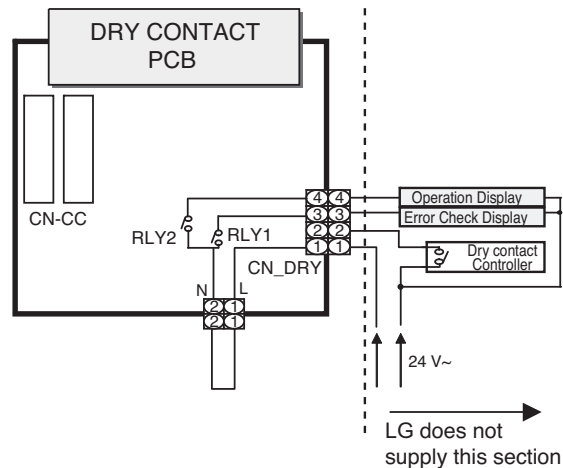 DRY CONTACT
PCB
CN-CC
RLY2
RLY1
4 4
3 3
2 2
1 1
CN_DRY
Operation Display
Error Check Display
Dry contact
Controller
N L
2 1
2 1
24 V~
LG does not
supply this section